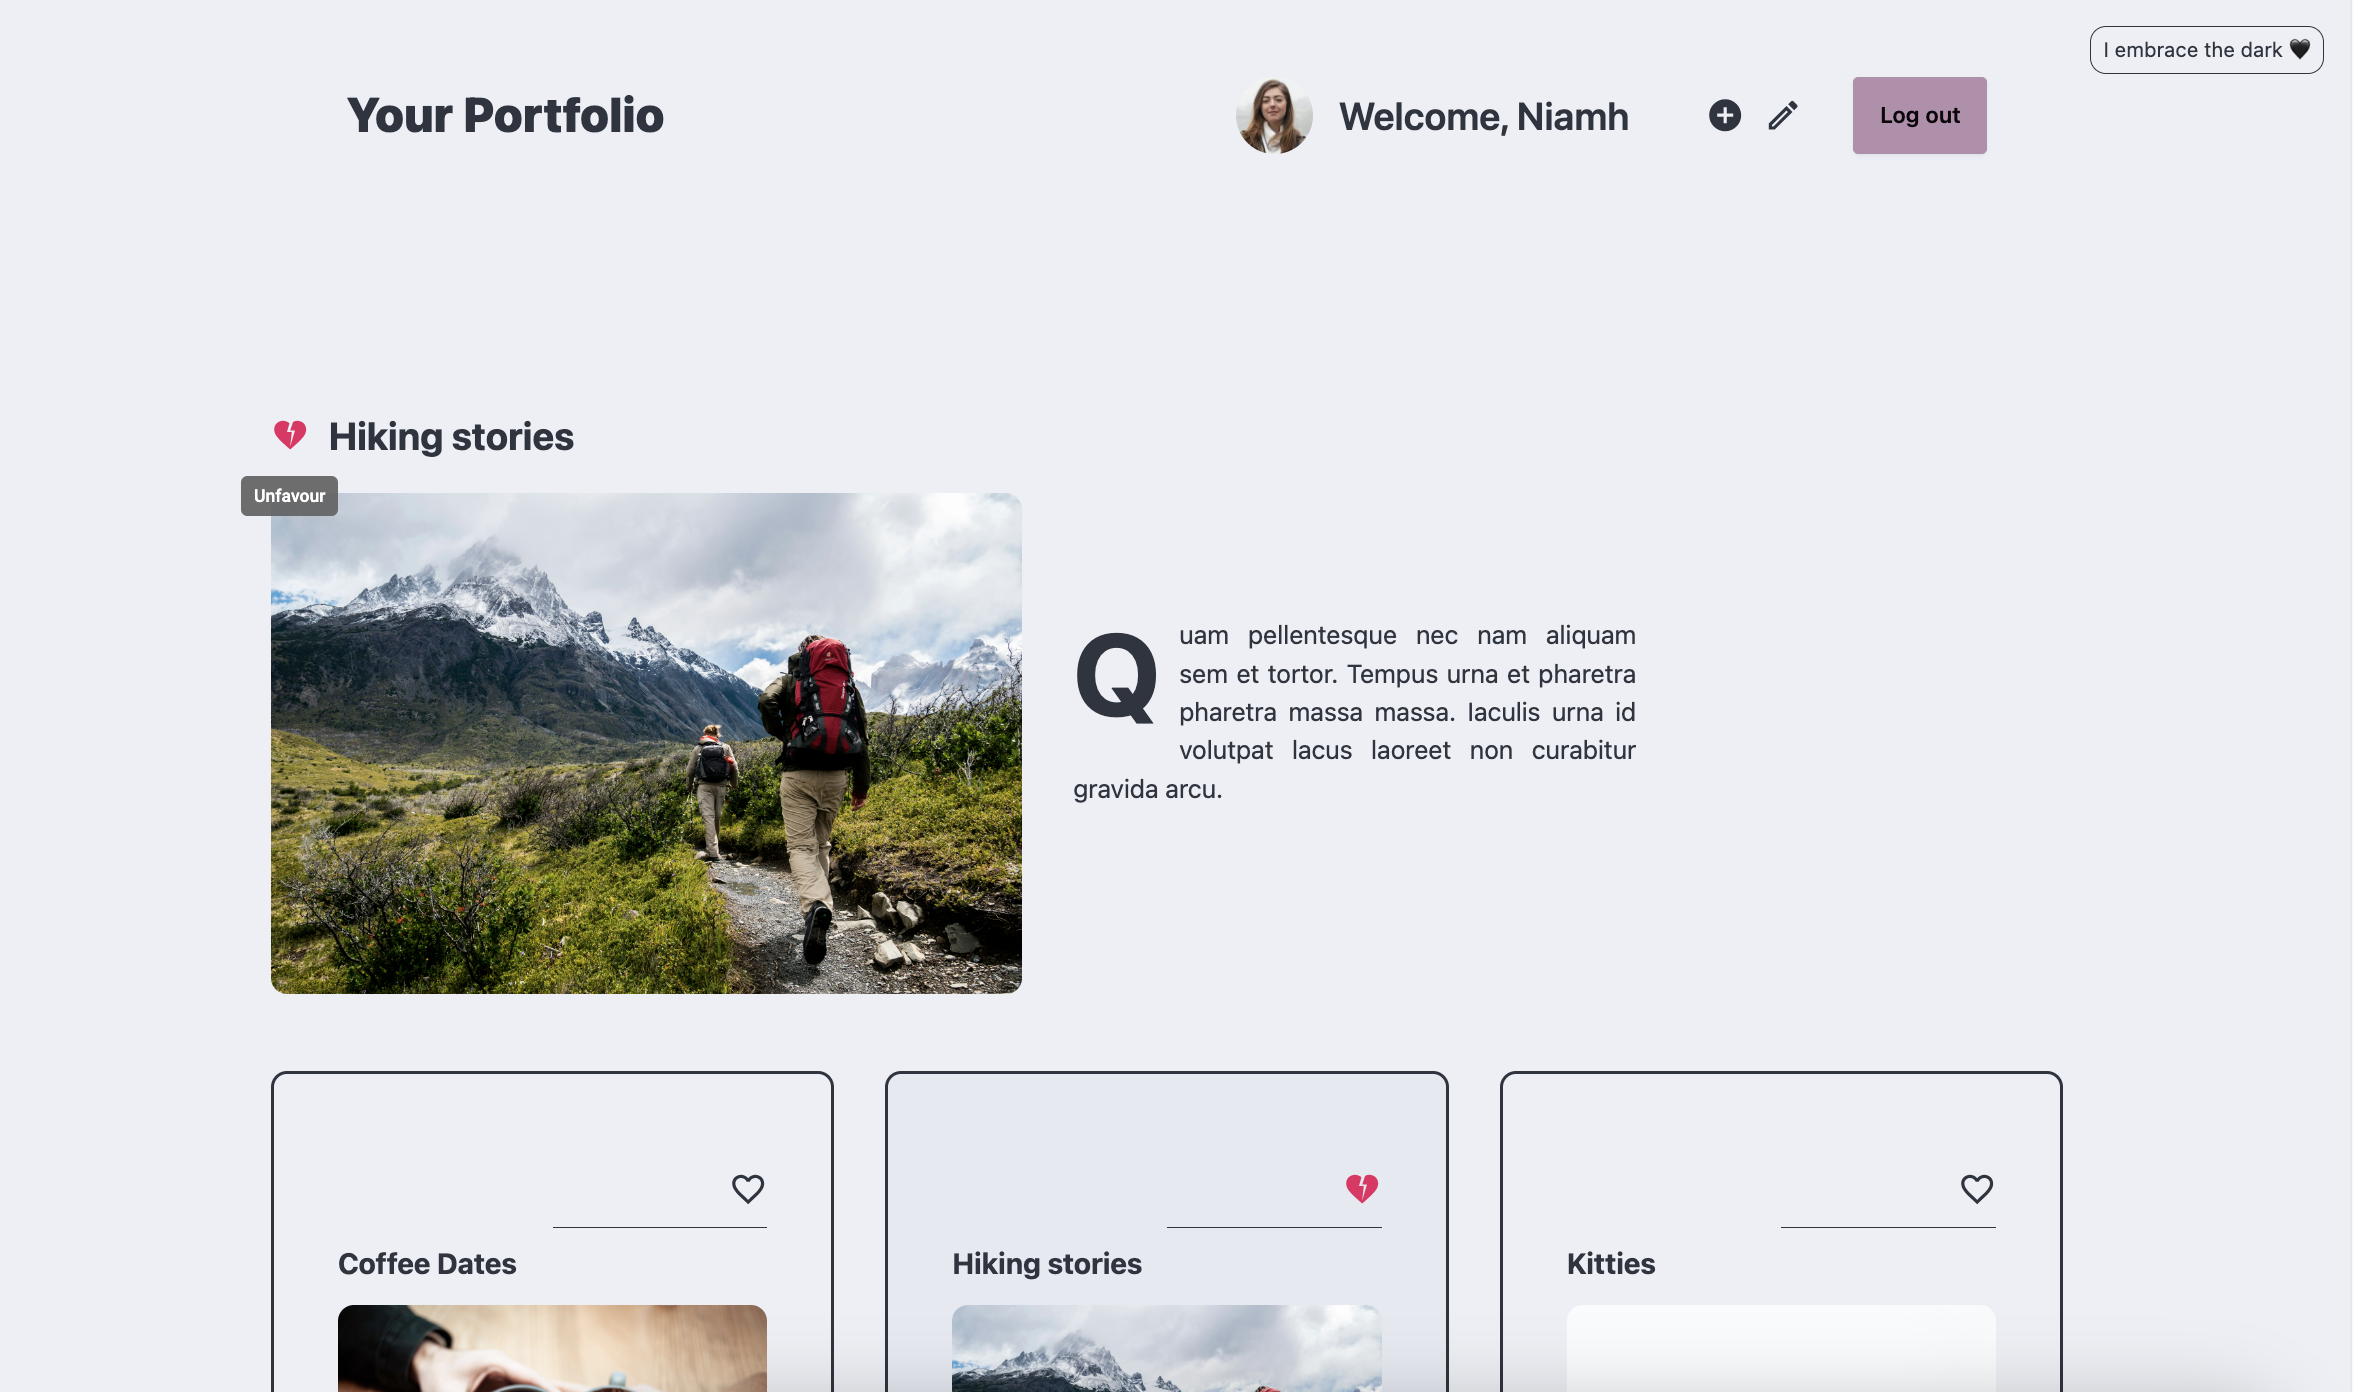 I embrace the dark 🖤
Your Portfolio
Welcome, Niamh
Log out
Hiking stories
Unfavour
Quam pellentesque nec nam aliquam
sem et tortor. Tempus urna et pharetra
pharetra massa massa. Iaculis urna id
volutpat lacus laoreet non curabitur
gravida arcu.
Coffee Dates
Hiking stories
Kitties